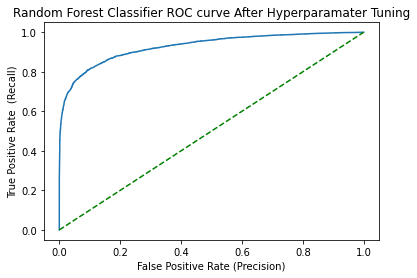 Random Forest Classifier ROC curve After Hyperparamater Tuning
1.0
0.8
0.6
0.4
0.2
0.0
True Positive Rate  (Recall)
0.0 0.2 0.4 0.6 0.8 1.0
False Positive Rate (Precision)